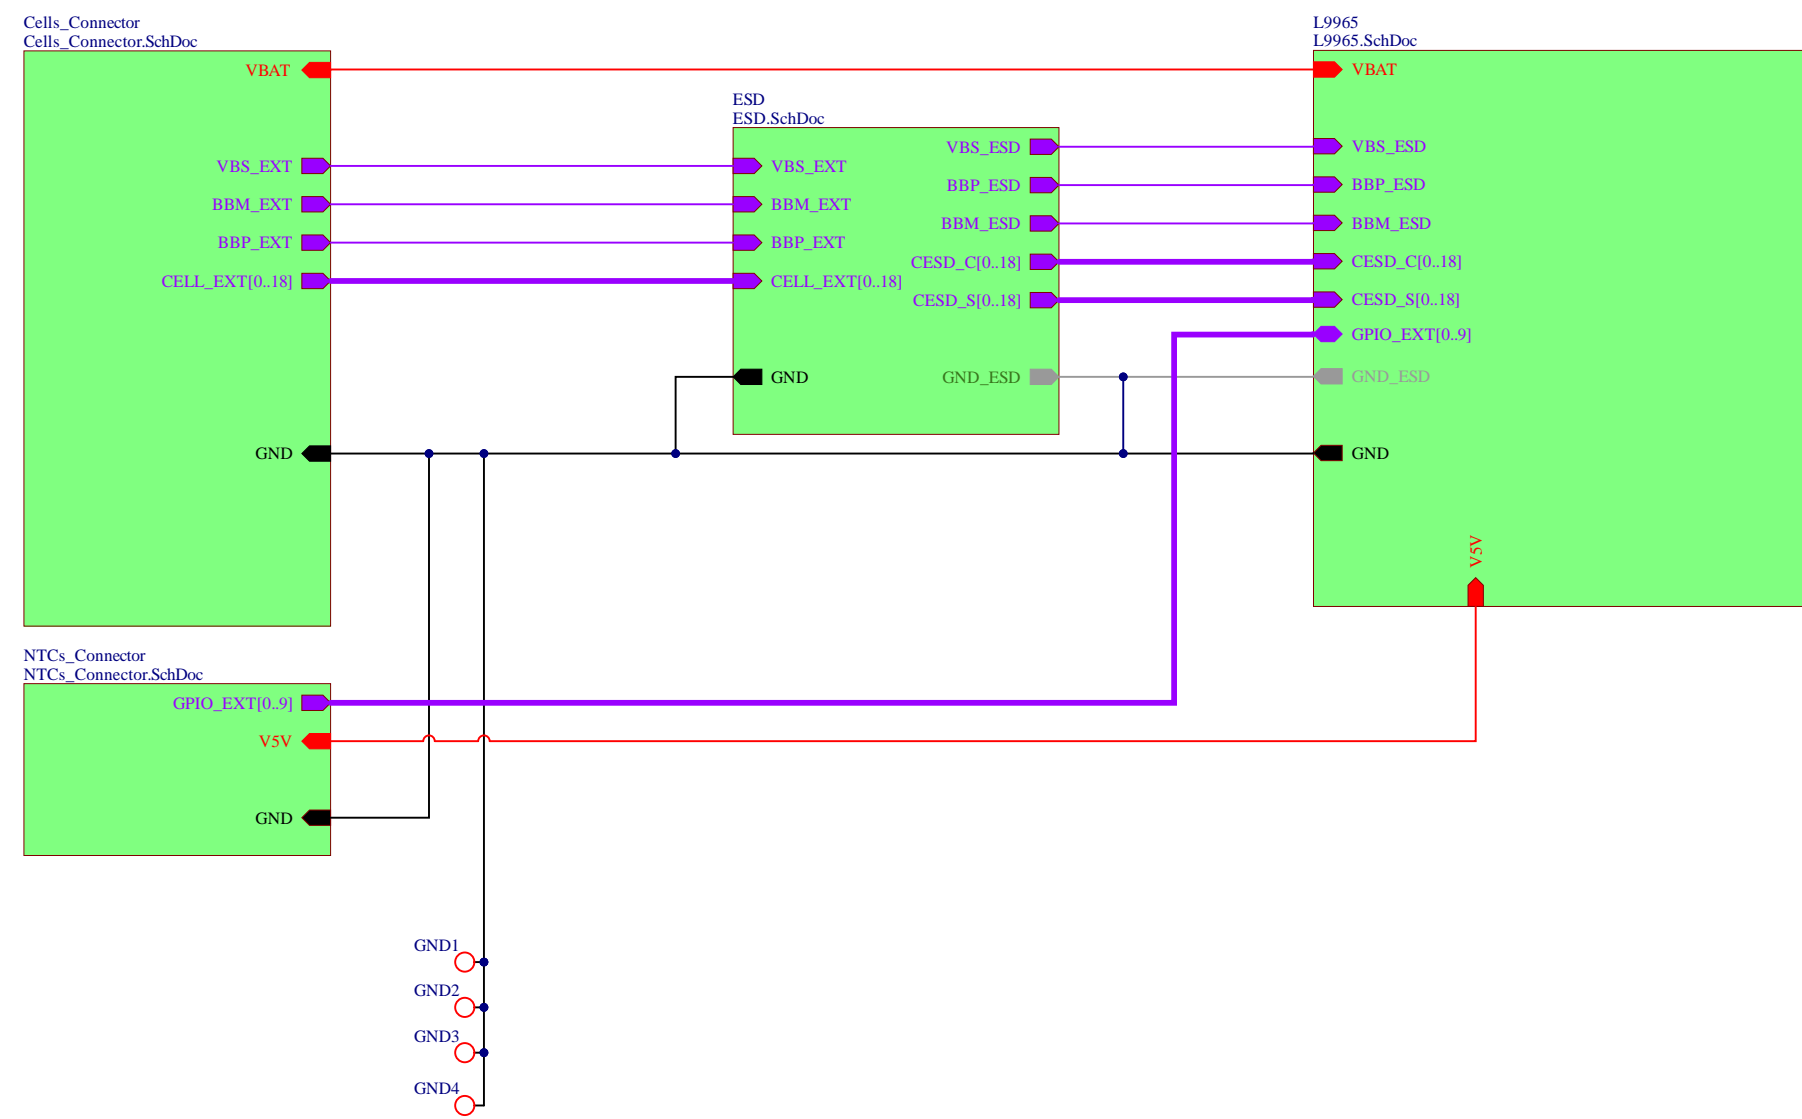 Cells_Connector
Cells_Connector.SchDoc
VBAT
VBS_EXT
BBM_EXT
BBP_EXT
CELL_EXT[0..18]
GND
ESD
ESD.SchDoc
VBS_EXT
BBM_EXT
BBP_EXT
CELL_EXT[0..18]
GND
VBS_ESD
BBP_ESD
BBM_ESD
CESD_C[0..18]
CESD_S[0..18]
GND_ESD
L9965
L9965.SchDoc
VBAT
VBS_ESD
BBP_ESD
BBM_ESD
CESD_C[0..18]
CESD_S[0..18]
GPIO_EXT[0..9]
GND_ESD
GND
V5V
NTCs_Connector
NTCs_Connector.SchDoc
GPIO_EXT[0..9]
V5V
GND
GND1
GND2
GND3
GND4